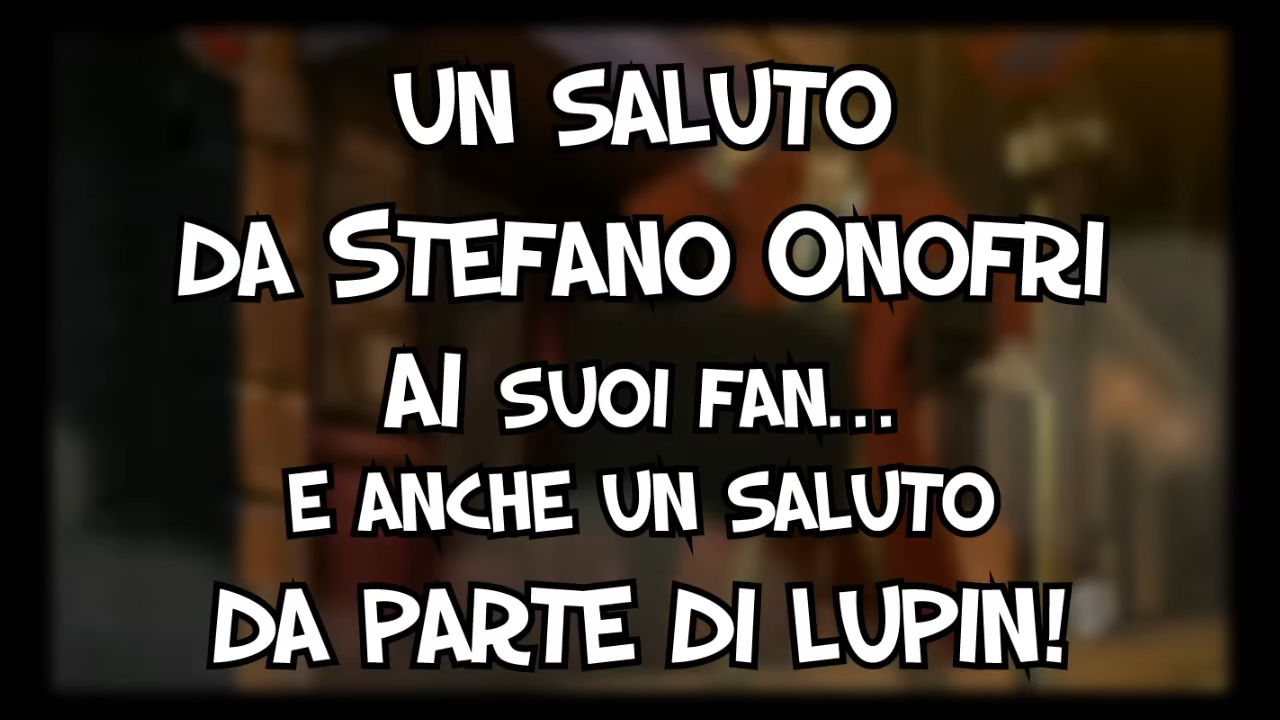 UN SALUTO
DA STEFANO ONOFRI
AI SUOI FAN...
E ANCHE UN SALUTO
DA PARTE DI LUPIN!